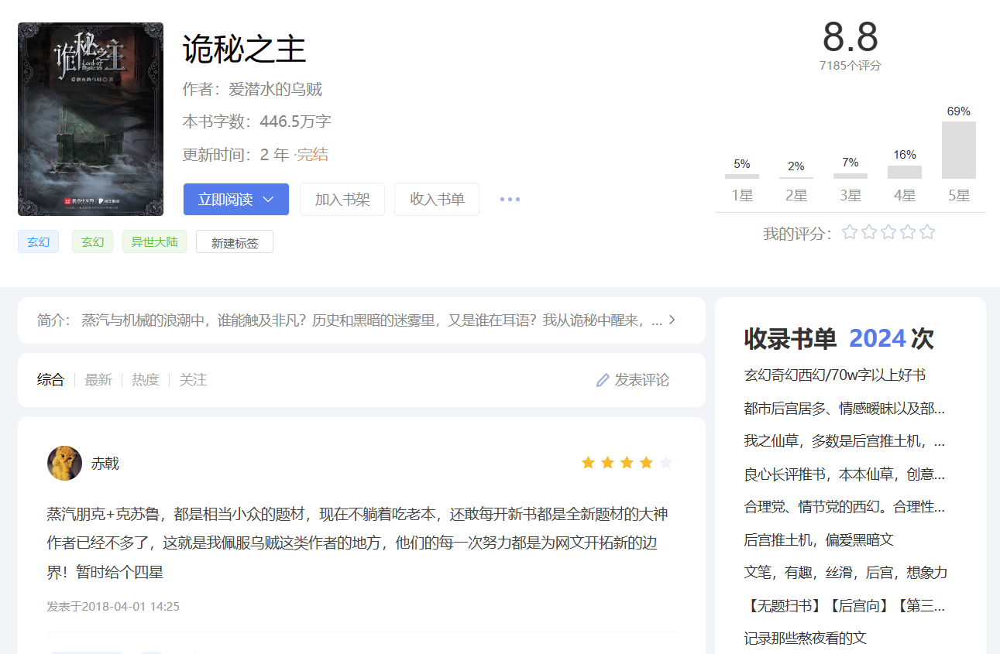 诡秘之主
Lord of
Mysteries
爱潜水的乌贼 著
起点中文网
阅文集团
诡秘之主
作者：爱潜水的乌贼
本书字数：446.5万字
更新时间：2 年 ·完结
立即阅读
加入书架
收入书单
玄幻
玄幻
异世大陆
新建标签
8.8
7185个评分
5%
2%
7%
16%
69%
1星
2星
3星
4星
5星
我的评分：
简介： 蒸汽与机械的浪潮中，谁能触及非凡？历史和黑暗的迷雾里，又是谁在耳语？我从诡秘中醒来，...
综合
最新
热度
关注
发表评论
赤戟
蒸汽朋克+克苏鲁，都是相当小众的题材，现在不躺着吃老本，还敢每开新书都是全新题材的大神
作者已经不多了，这就是我佩服乌贼这类作者的地方，他们的每一次努力都是为网文开拓新的边
界！暂时给个四星
发表于2018-04-01 14:25
收录书单 2024 次
玄幻奇幻西幻/70w字以上好书
都市后宫居多、情感暧昧以及部...
我之仙草，多数是后宫推土机，...
良心长评推书，本本仙草，创意...
合理党、情节党的西幻。合理性...
后宫推土机，偏爱黑暗文
文笔，有趣，丝滑，后宫，想象力
【无题扫书】【后宫向】【第三...
记录那些熬夜看的文